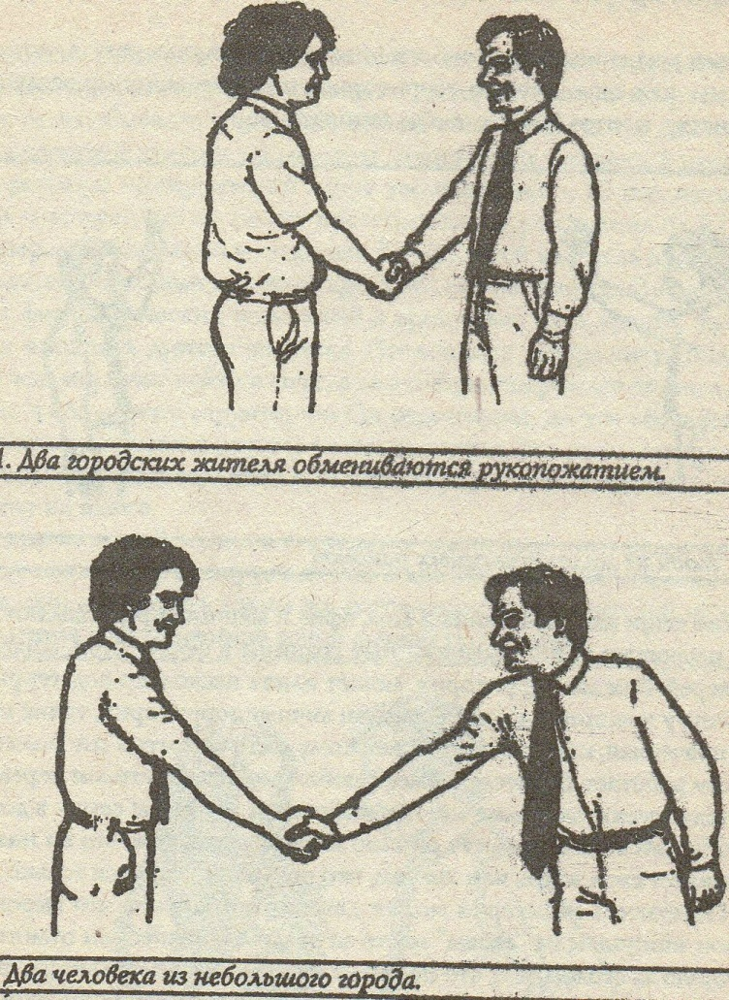 1. Два городских жителя обмениваются рукопожатием.
Два человека из небольшого города.